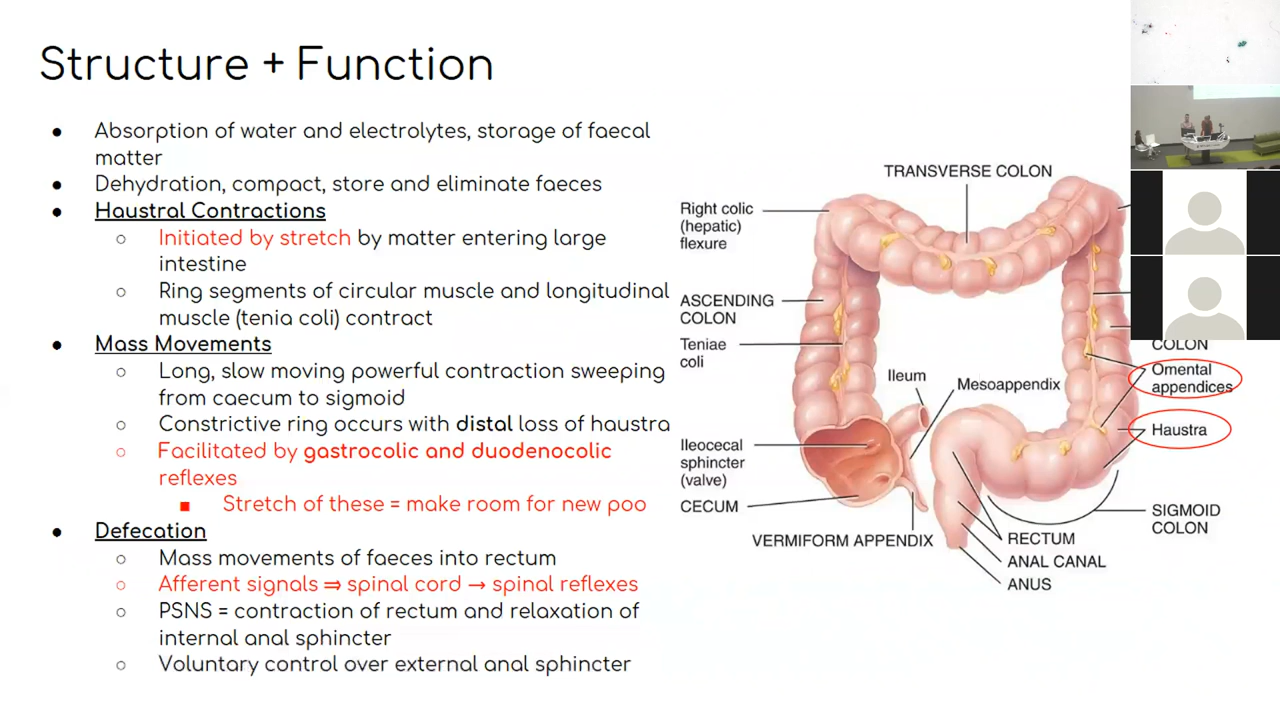 Structure + Function
● Absorption of water and electrolytes, storage of faecal
matter
● Dehydration, compact, store and eliminate faeces
● Haustral Contractions
○ Initiated by stretch by matter entering large
intestine
○ Ring segments of circular muscle and longitudinal
muscle (tenia coli) contract
● Mass Movements
○ Long, slow moving powerful contraction sweeping
from caecum to sigmoid
○ Constrictive ring occurs with distal loss of haustra
○ Facilitated by gastrocolic and duodenocolic
reflexes
■ Stretch of these = make room for new poo
● Defecation
○ Mass movements of faeces into rectum
○ Afferent signals ⇒ spinal cord → spinal reflexes
○ PSNS = contraction of rectum and relaxation of
internal anal sphincter
○ Voluntary control over external anal sphincter
TRANSVERSE COLON
Right colic
(hepatic)
flexure
ASCENDING
COLON
Teniae
coli
Ileum
Mesoappendix
Ileocecal
sphincter
(valve)
CECUM
VERMIFORM APPENDIX
COLON
Omental
appendices
Haustra
SIGMOID
COLON
RECTUM
ANAL CANAL
ANUS